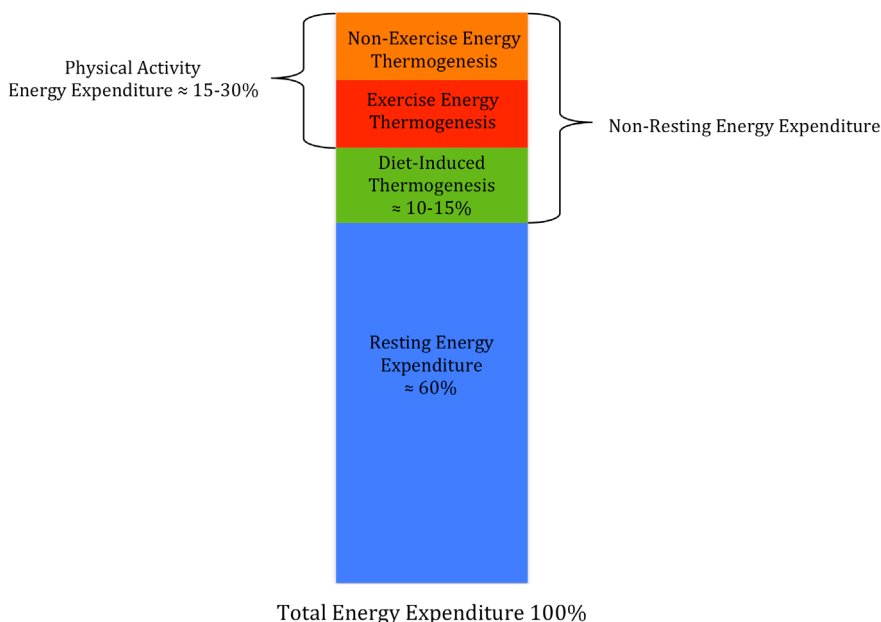 Non-Exercise Energy
Thermogenesis
Physical Activity
Energy Expenditure ≈ 15-30%
Exercise Energy
Thermogenesis
Non-Resting Energy Expenditure
Diet-Induced
Thermogenesis
≈ 10-15%
Resting Energy
Expenditure
≈ 60%
Total Energy Expenditure 100%